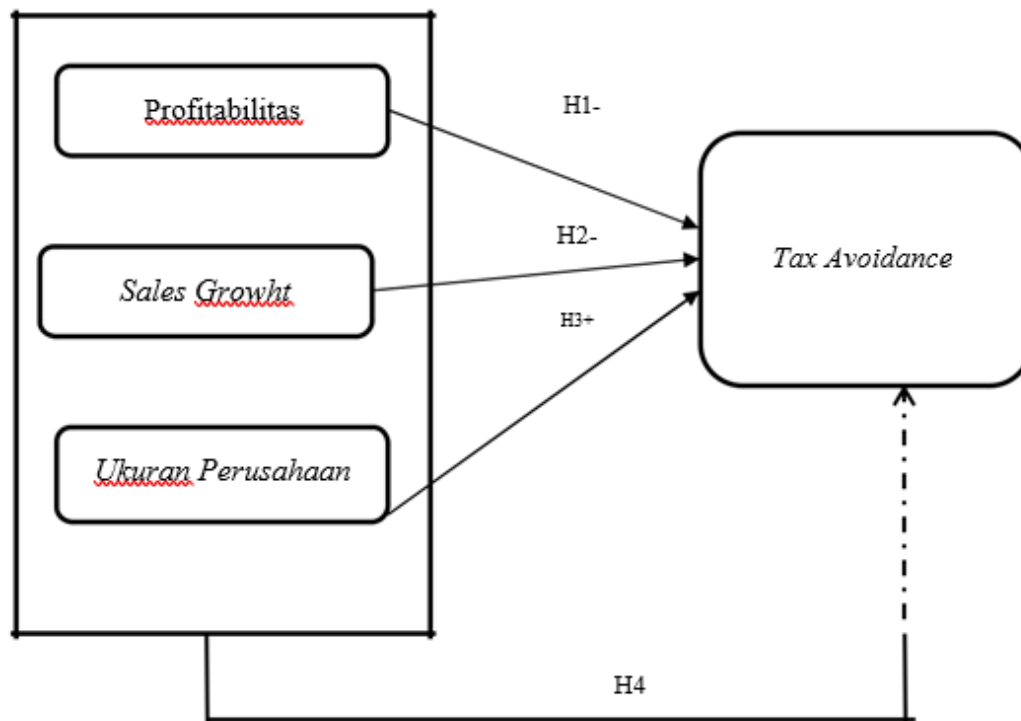 Profitabilitas
H1-
H2-
Sales Growht
Tax Avoidance
H3+
Ukuran Perusahaan
H4